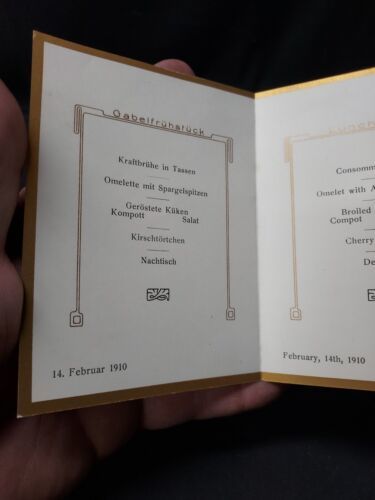 Gabelfrühstück
Kraftbrühe in Tassen
Omelette mit Spargelspitzen
Geröstete Küken
Kompott Salat
Kirschtörtchen
Nachtisch
14. Februar 1910
Consomm
Omelet with A
Broiled
Compot
Cherry
De
February, 14th, 1910